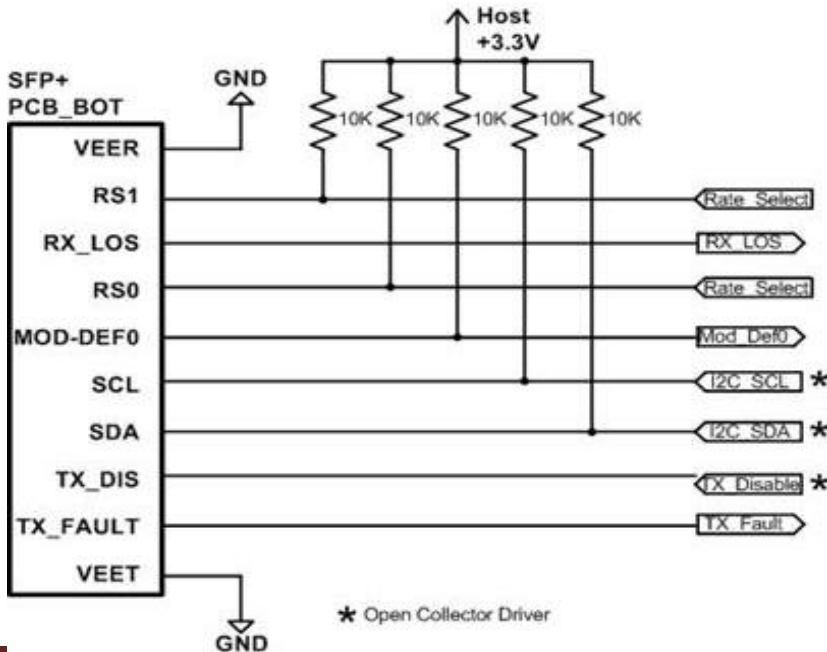 Host
+3.3V
SFP+
PCB_BOT
GND
10K 10K 10K 10K 10K
VEER
RS1
Rate_Select
RX_LOS
RX_LOS
RS0
Rate_Select
MOD-DEF0
Mod_Def0
SCL
I2C_SCL *
SDA
I2C_SDA *
TX_DIS
TX_Disable *
TX_FAULT
TX_Fault
VEET
* Open Collector Driver
GND